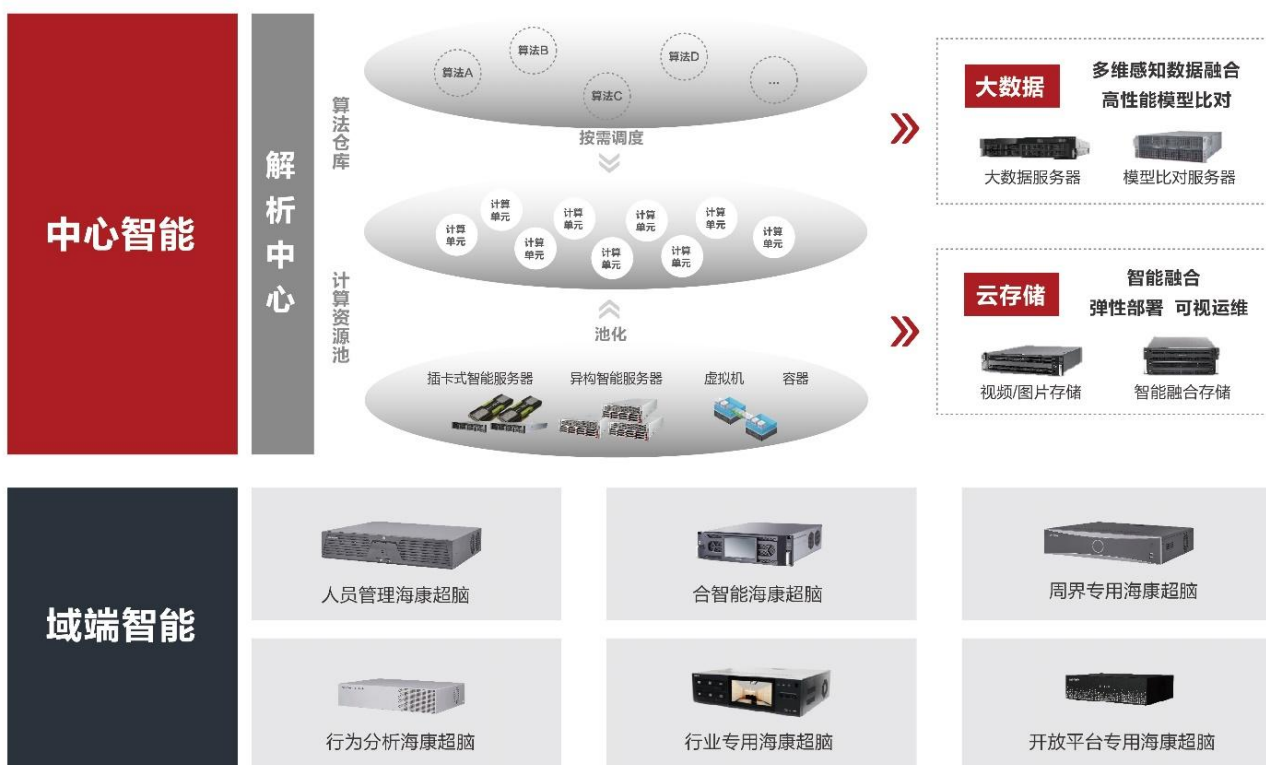 中心智能
解析中心
算法仓库
算法A
算法B
算法C
算法D
...
按需调度
计算资源池
计算单元
计算单元
计算单元
计算单元
计算单元
计算单元
计算单元
计算单元
计算单元
计算单元
池化
插卡式智能服务器
异构智能服务器
虚拟机
容器
大数据
多维感知数据融合
高性能模型比对
大数据服务器
模型比对服务器
云存储
智能融合
弹性部署 可视运维
视频/图片存储
智能融合存储
域端智能
人员管理海康超脑
合智能海康超脑
周界专用海康超脑
行为分析海康超脑
行业专用海康超脑
开放平台专用海康超脑